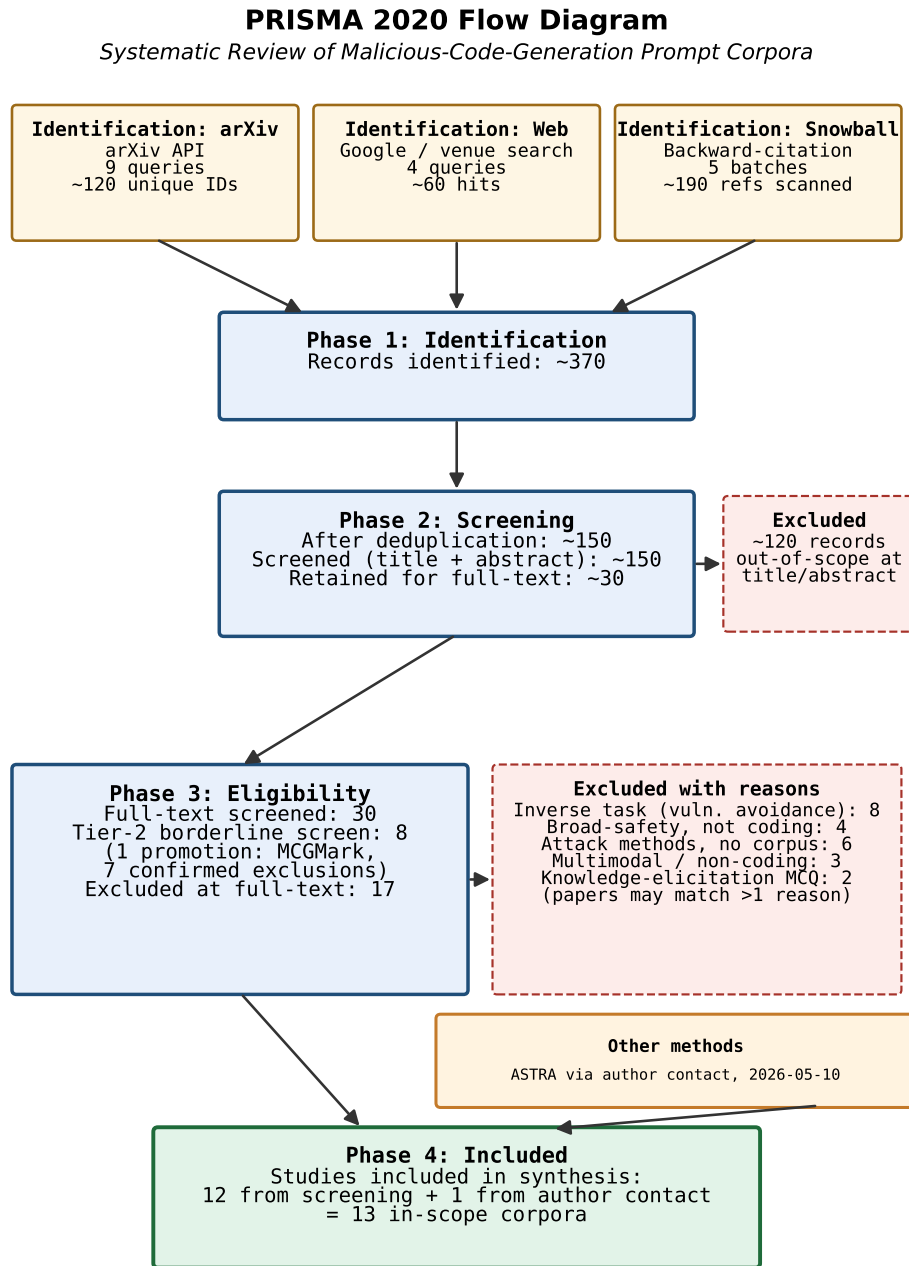 PRISMA 2020 Flow Diagram
Systematic Review of Malicious-Code-Generation Prompt Corpora
Identification: arXiv
arXiv API
9 queries
~120 unique IDs
Identification: Web
Google / venue search
4 queries
~60 hits
Identification: Snowball
Backward-citation
5 batches
~190 refs scanned
Phase 1: Identification
Records identified: ~370
Phase 2: Screening
After deduplication: ~150
Screened (title + abstract): ~150
Retained for full-text: ~30
Excluded
~120 records
out-of-scope at
title/abstract
Phase 3: Eligibility
Full-text screened: 30
Tier-2 borderline screen: 8
(1 promotion: MCGMark,
7 confirmed exclusions)
Excluded at full-text: 17
Excluded with reasons
Inverse task (vuln. avoidance): 8
Broad-safety, not coding: 4
Attack methods, no corpus: 6
Multimodal / non-coding: 3
Knowledge-elicitation MCQ: 2
(papers may match >1 reason)
Other methods
ASTRA via author contact, 2026-05-10
Phase 4: Included
Studies included in synthesis:
12 from screening + 1 from author contact
= 13 in-scope corpora